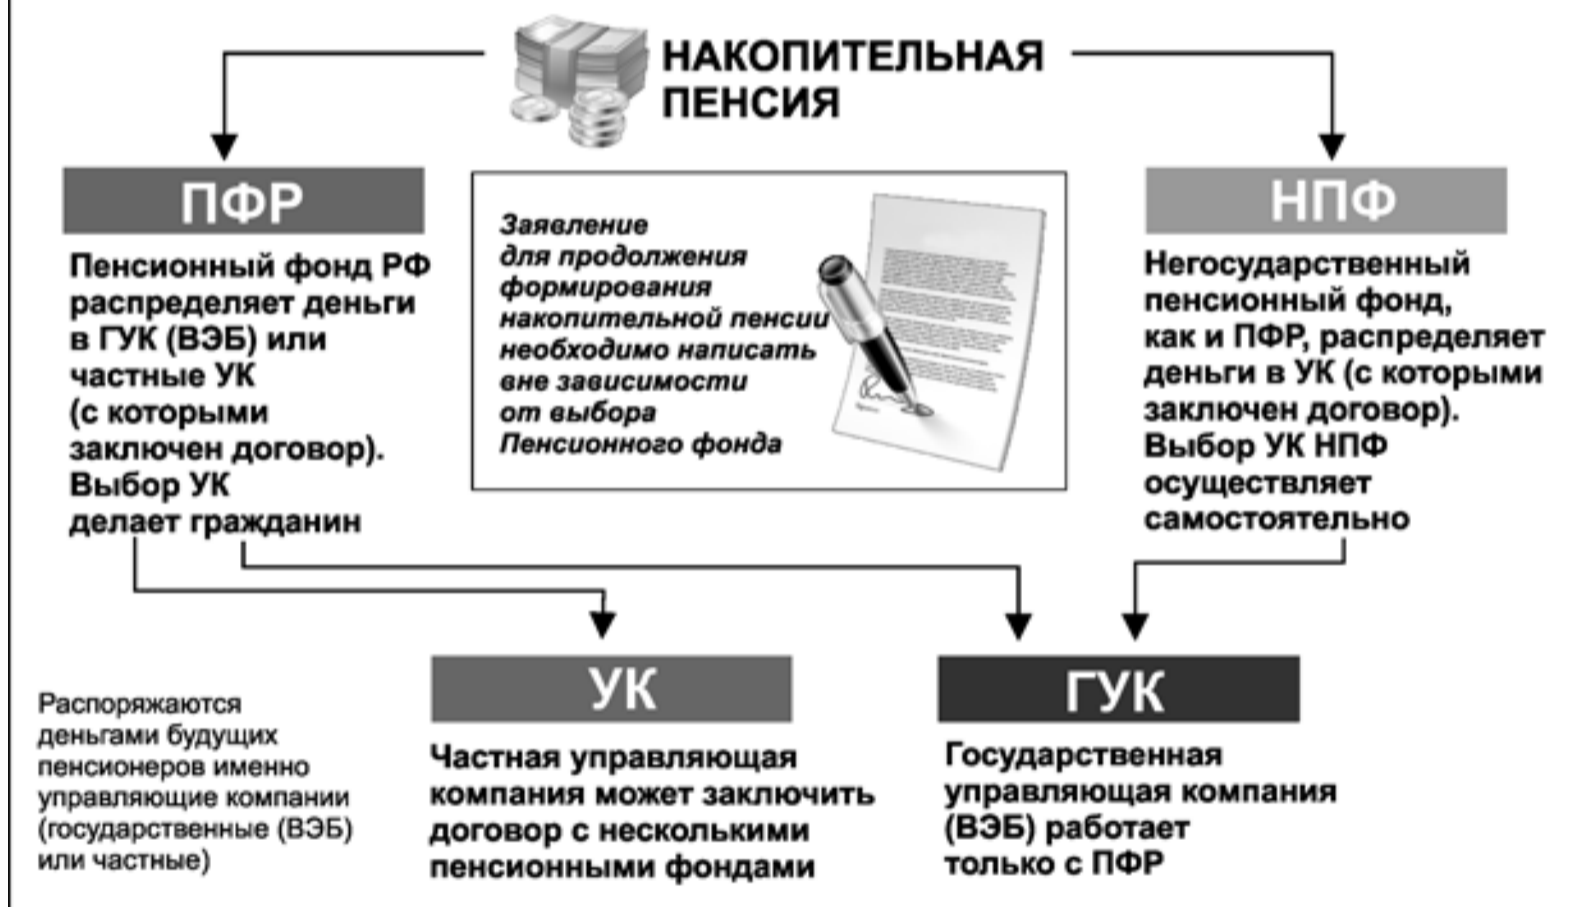 НАКОПИТЕЛЬНАЯ
ПЕНСИЯ
ПФР
Пенсионный фонд РФ
распределяет деньги
в ГУК (ВЭБ) или
частные УК
(с которыми
заключен договор).
Выбор УК
делает гражданин
Заявление
для продолжения
формирования
накопительной пенсии
необходимо написать
вне зависимости
от выбора
Пенсионного фонда
НПФ
Негосударственный
пенсионный фонд,
как и ПФР, распределяет
деньги в УК (с которыми
заключен договор).
Выбор УК НПФ
осуществляет
самостоятельно
Распоряжаются
деньгами будущих
пенсионеров именно
управляющие компании
(государственные (ВЭБ)
или частные)
УК
Частная управляющая
компания может заключить
договор с несколькими
пенсионными фондами
ГУК
Государственная
управляющая компания
(ВЭБ) работает
только с ПФР